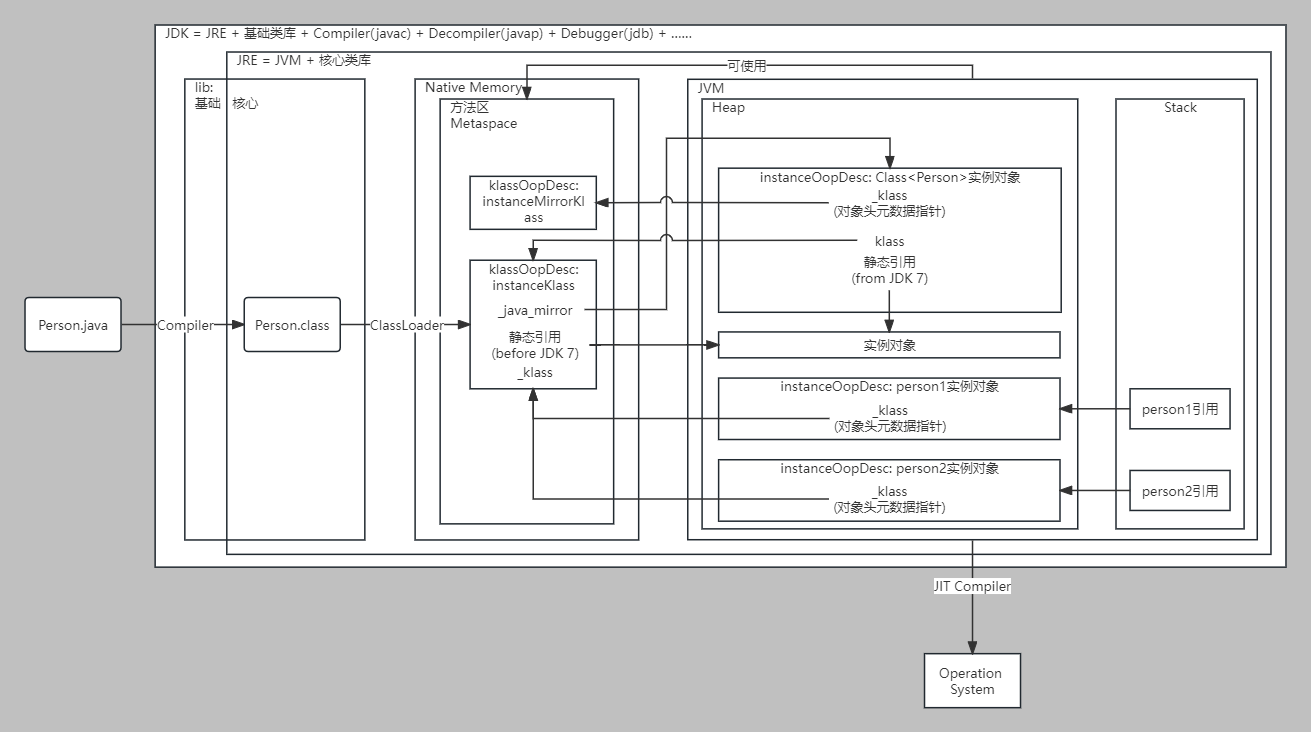 JDK = JRE + 基础类库 + Compiler(javac) + Decompiler(javap) + Debugger(jdb) + ......
JRE = JVM + 核心类库
可使用
lib:
基础 核心
Native Memory
方法区
Metaspace
JVM
Heap
Stack
klassOopDesc:
instanceMirrorKl
ass
instanceOopDesc: Class<Person>实例对象
_klass
(对象头元数据指针)
klass
静态引用
(from JDK 7)
klassOopDesc:
instanceKlass
_java_mirror
静态引用
(before JDK 7)
_klass
Person.java
Compiler
Person.class
ClassLoader
实例对象
instanceOopDesc: person1实例对象
_klass
(对象头元数据指针)
person1引用
instanceOopDesc: person2实例对象
_klass
(对象头元数据指针)
person2引用
JIT Compiler
Operation
System